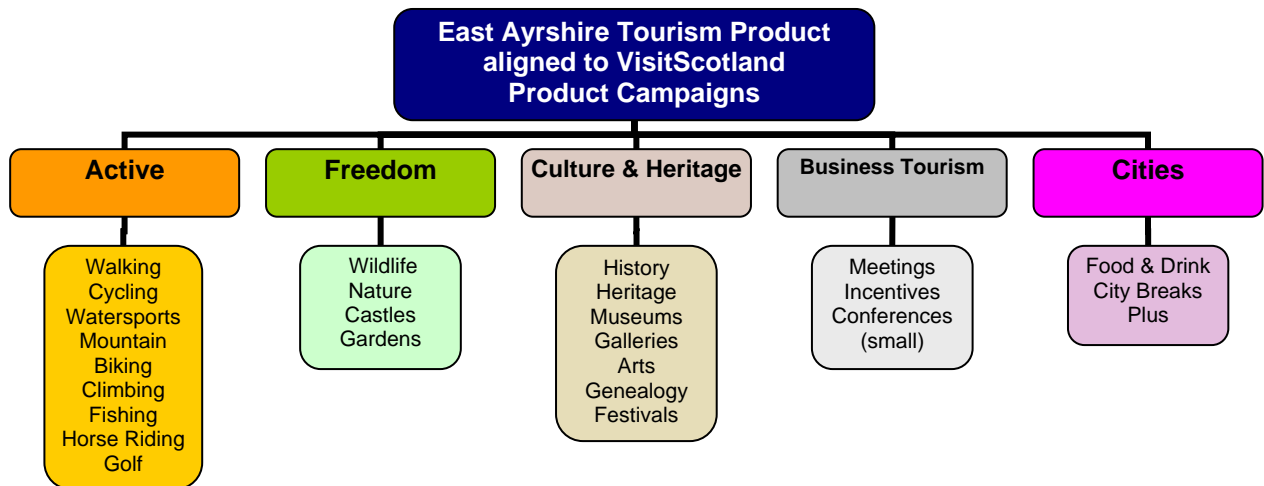 East Ayrshire Tourism Product
aligned to VisitScotland
Product Campaigns
Active
Freedom
Culture & Heritage
Business Tourism
Cities
Walking
Cycling
Watersports
Mountain
Biking
Climbing
Fishing
Horse Riding
Golf
Wildlife
Nature
Castles
Gardens
History
Heritage
Museums
Galleries
Arts
Genealogy
Festivals
Meetings
Incentives
Conferences
(small)
Food & Drink
City Breaks
Plus